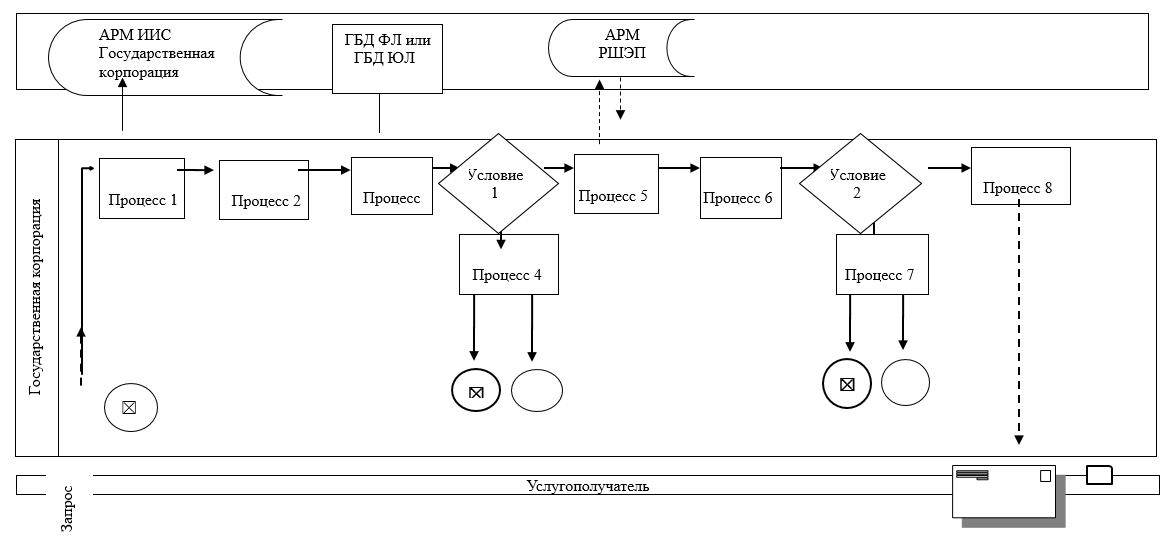 АРМ ИИС
Государственная
корпорация
ГБД ФЛ или
ГБД ЮЛ
АРМ
РШЭП
Государственная корпорация
Процесс 1
Процесс 2
Процесс
Условие
1
Процесс 5
Процесс 6
Условие
2
Процесс 8
Процесс 4
Процесс 7
Запрос
Услугополучатель